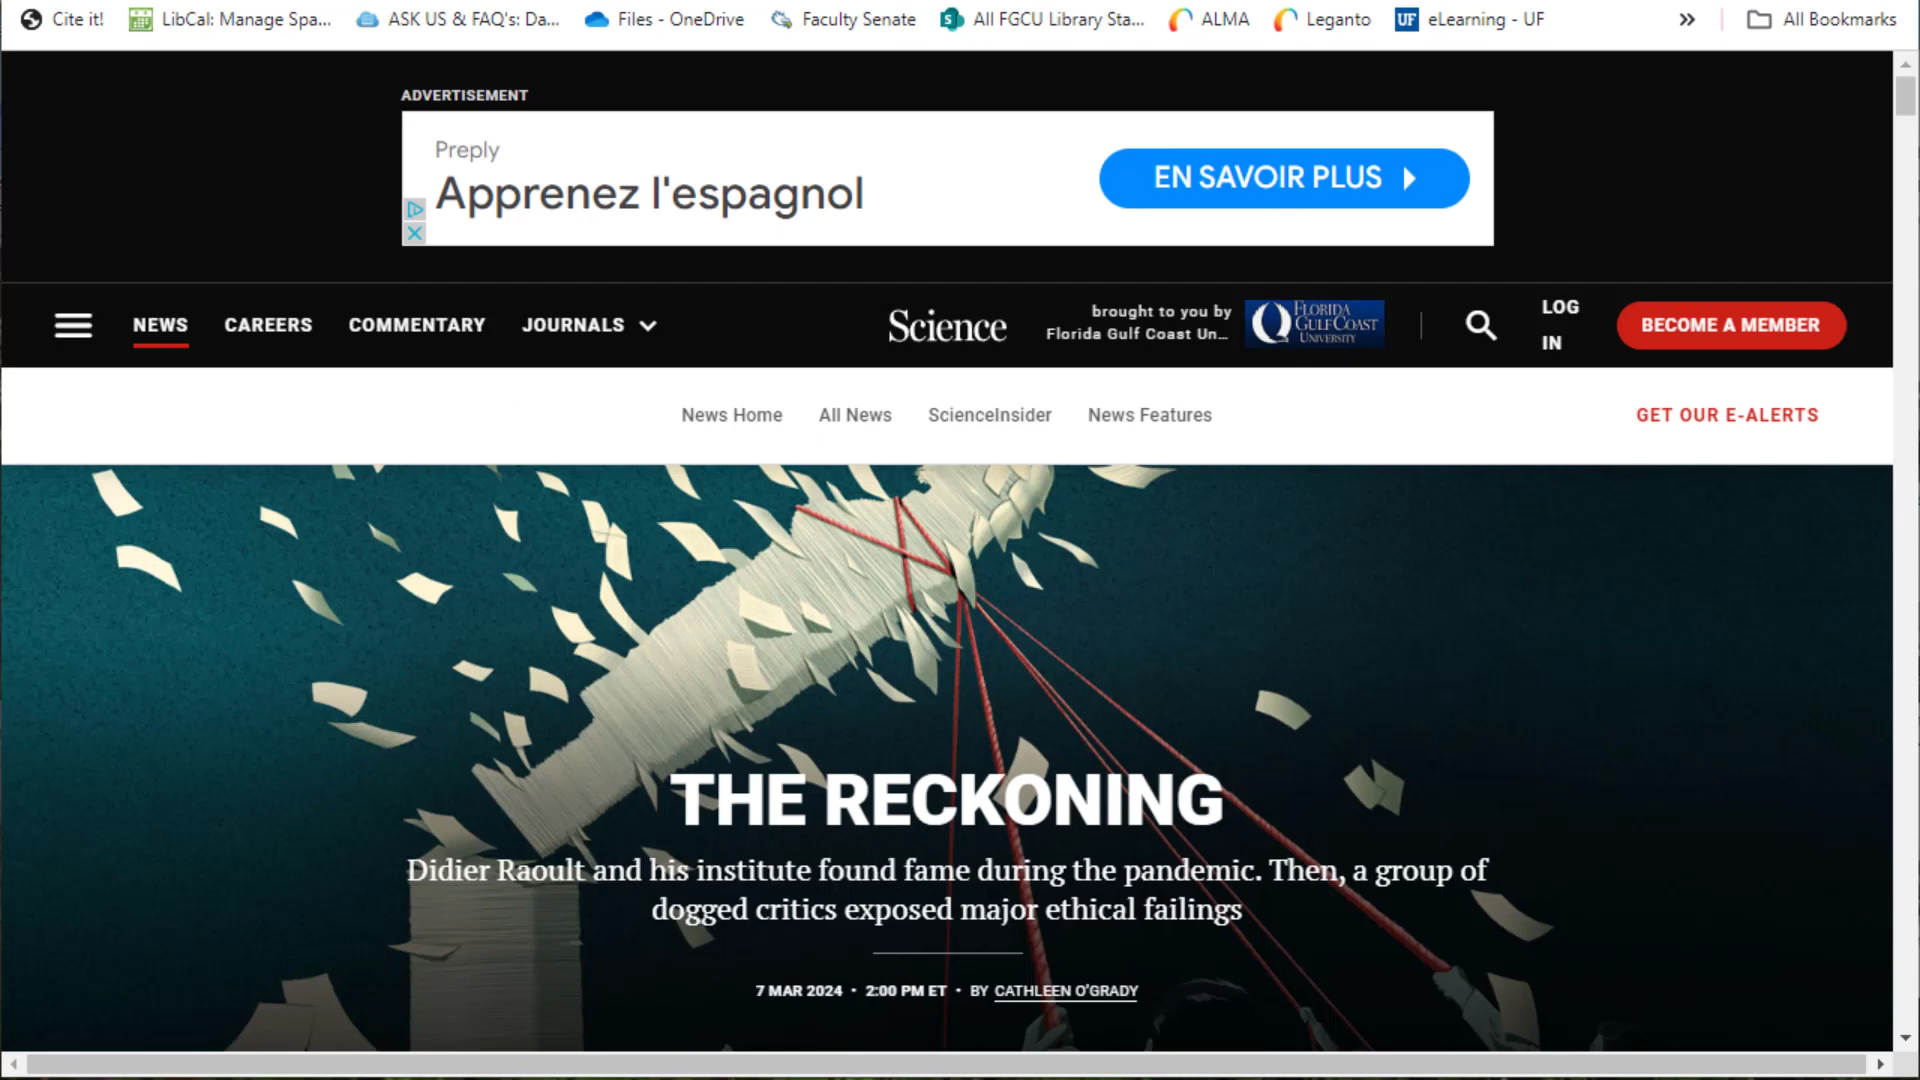 Cite it!
LibCal: Manage Spa...
ASK US & FAQ's: Da...
Files - OneDrive
Faculty Senate
All FGCU Library Sta...
ALMA
Leganto
UF eLearning - UF
All Bookmarks
ADVERTISEMENT
Preply
Apprenez l'espagnol
EN SAVOIR PLUS
NEWS
CAREERS
COMMENTARY
JOURNALS
Science
brought to you by
Florida Gulf Coast Un...
FLORIDA
GULF COAST
UNIVERSITY
LOG
IN
BECOME A MEMBER
News Home
All News
ScienceInsider
News Features
GET OUR E-ALERTS
THE RECKONING
Didier Raoult and his institute found fame during the pandemic. Then, a group of
dogged critics exposed major ethical failings
7 MAR 2024 • 2:00 PM ET • BY CATHLEEN O'GRADY